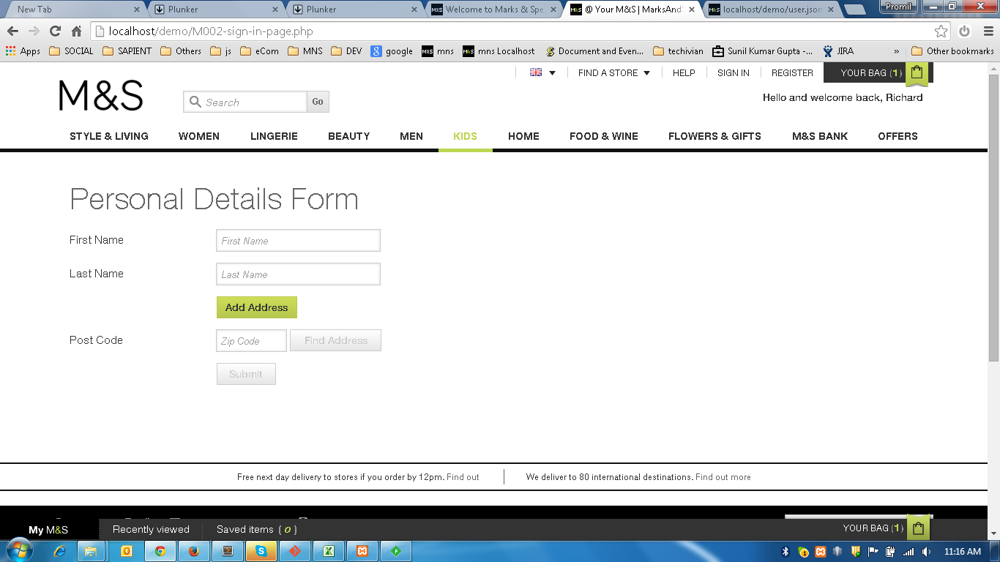 New Tab
Plunker
Plunker
Welcome to Marks & Spe
@ Your M&S | MarksAnd
localhost/demo/user.json
Promil
localhost/demo/M002-sign-in-page.php
Apps SOCIAL SAPIENT Others js eCom MNS DEV google mns mns Localhost Document and Even... techivian Sunil Kumar Gupta -... JIRA » Other bookmarks
FIND A STORE HELP SIGN IN REGISTER YOUR BAG (1)
M&S
Search Go
Hello and welcome back, Richard
STYLE & LIVING WOMEN LINGERIE BEAUTY MEN KIDS HOME FOOD & WINE FLOWERS & GIFTS M&S BANK OFFERS
Personal Details Form
First Name First Name
Last Name Last Name
Add Address
Post Code Zip Code Find Address
Submit
Free next day delivery to stores if you order by 12pm. Find out
We deliver to 80 international destinations. Find out more
My M&S Recently viewed Saved items ( 0 ) YOUR BAG (1)
11:16 AM